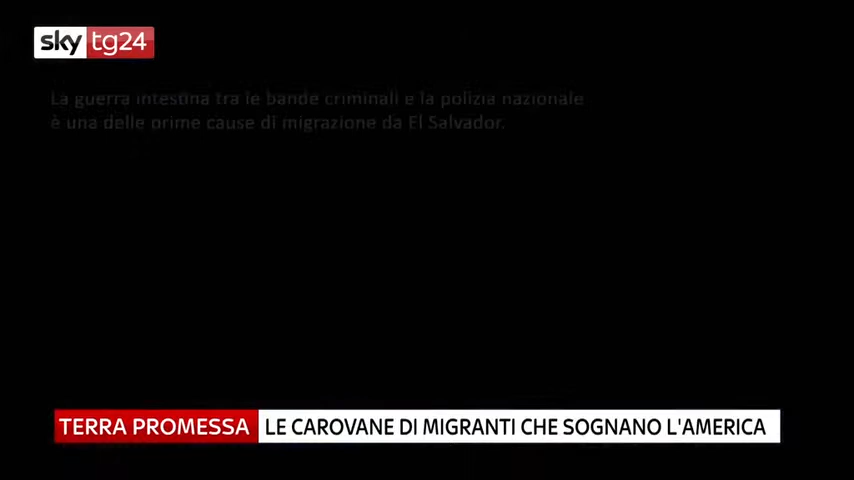 sky tg24
La guerra intestina tra le bande criminali e la polizia nazionale
è una delle prime cause di migrazione da El Salvador.
TERRA PROMESSA LE CAROVANE DI MIGRANTI CHE SOGNANO L'AMERICA